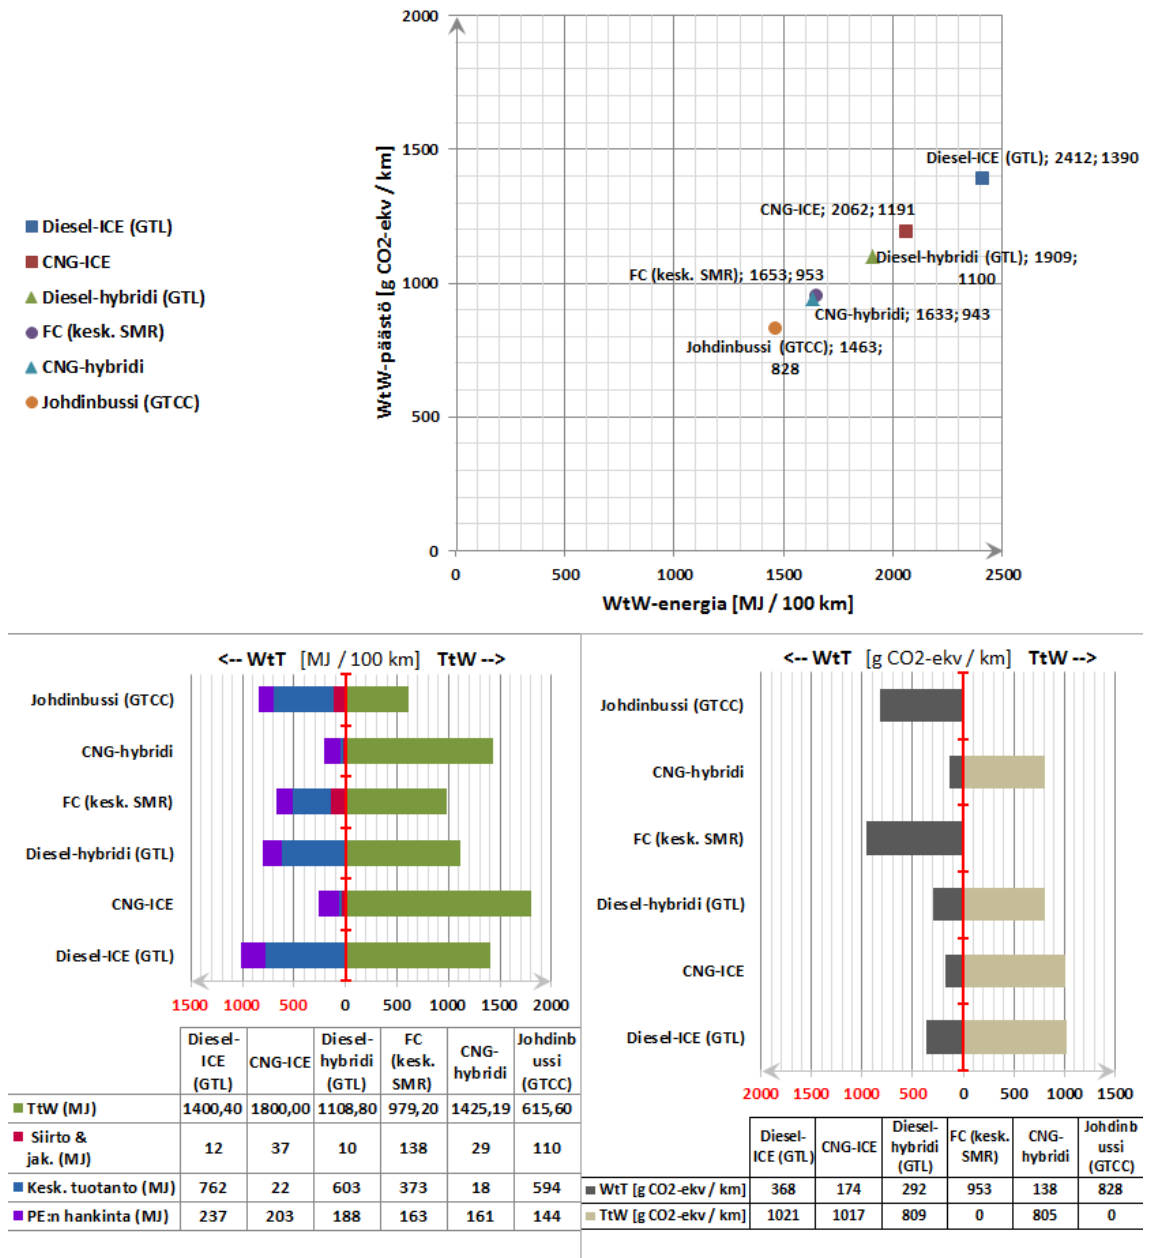 2000
1500
1000
500
0
WtW-päästö [g CO2-ekv / km]
Diesel-ICE (GTL); 2412; 1390
CNG-ICE; 2062; 1191
Diesel-hybridi (GTL); 1909;
1100
FC (kesk. SMR); 1653; 953
CNG-hybridi; 1633; 943
Johdinbussi (GTCC); 1463;
828
Diesel-ICE (GTL)
CNG-ICE
Diesel-hybridi (GTL)
FC (kesk. SMR)
CNG-hybridi
Johdinbussi (GTCC)
0 500 1000 1500 2000 2500
WtW-energia [MJ / 100 km]
<-- WtT [MJ / 100 km] TtW -->
Johdinbussi (GTCC)
CNG-hybridi
FC (kesk. SMR)
Diesel-hybridi (GTL)
CNG-ICE
Diesel-ICE (GTL)
1500 1000 500 0 500 1000 1500 2000
Diesel-
ICE
(GTL)
CNG-ICE
Diesel-
hybridi
(GTL)
FC
(kesk.
SMR)
CNG-
hybridi
Johdinb
ussi
(GTCC)
TtW (MJ) 1400,40 1800,00 1108,80 979,20 1425,19 615,60
Siirto &
jak. (MJ) 12 37 10 138 29 110
Kesk. tuotanto (MJ) 762 22 603 373 18 594
PE:n hankinta (MJ) 237 203 188 163 161 144
<-- WtT [g CO2-ekv / km] TtW -->
Johdinbussi (GTCC)
CNG-hybridi
FC (kesk. SMR)
Diesel-hybridi (GTL)
CNG-ICE
Diesel-ICE (GTL)
2000 1500 1000 500 0 500 1000 1500
Diesel-
ICE (GTL)
CNG-ICE
Diesel-
hybridi
(GTL)
FC (kesk.
SMR)
CNG-
hybridi
Johdinb
ussi
(GTCC)
WtT [g CO2-ekv / km] 368 174 292 953 138 828
TtW [g CO2-ekv / km] 1021 1017 809 0 805 0